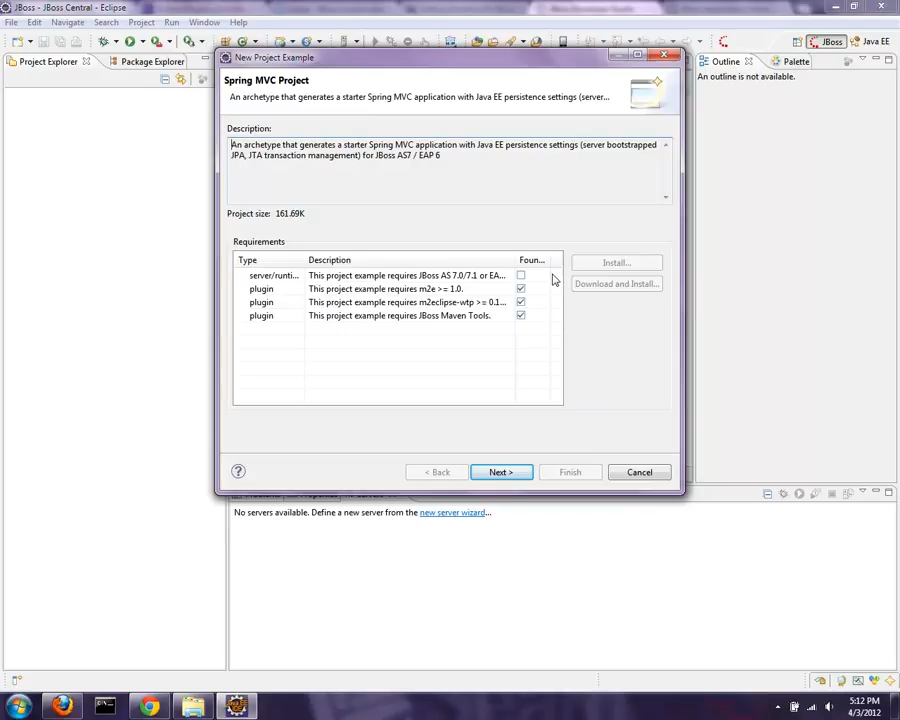 JBoss - JBoss Central - Eclipse
File Edit Navigate Search Project Run Window Help
JBoss Java EE
Project Explorer Package Explorer
Outline Palette
An outline is not available.
New Project Example
Spring MVC Project
An archetype that generates a starter Spring MVC application with Java EE persistence settings (server...
Description:
An archetype that generates a starter Spring MVC application with Java EE persistence settings (server bootstrapped
JPA, JTA transaction management) for JBoss AS7 / EAP 6
Project size: 161.69K
Requirements
Type Description Foun...
server/runti... This project example requires JBoss AS 7.0/7.1 or EA...
plugin This project example requires m2e >= 1.0.
plugin This project example requires m2eclipse-wtp >= 0.1...
plugin This project example requires JBoss Maven Tools.
Install...
Download and Install...
< Back Next > Finish Cancel
No servers available. Define a new server from the new server wizard...
5:12 PM
4/3/2012